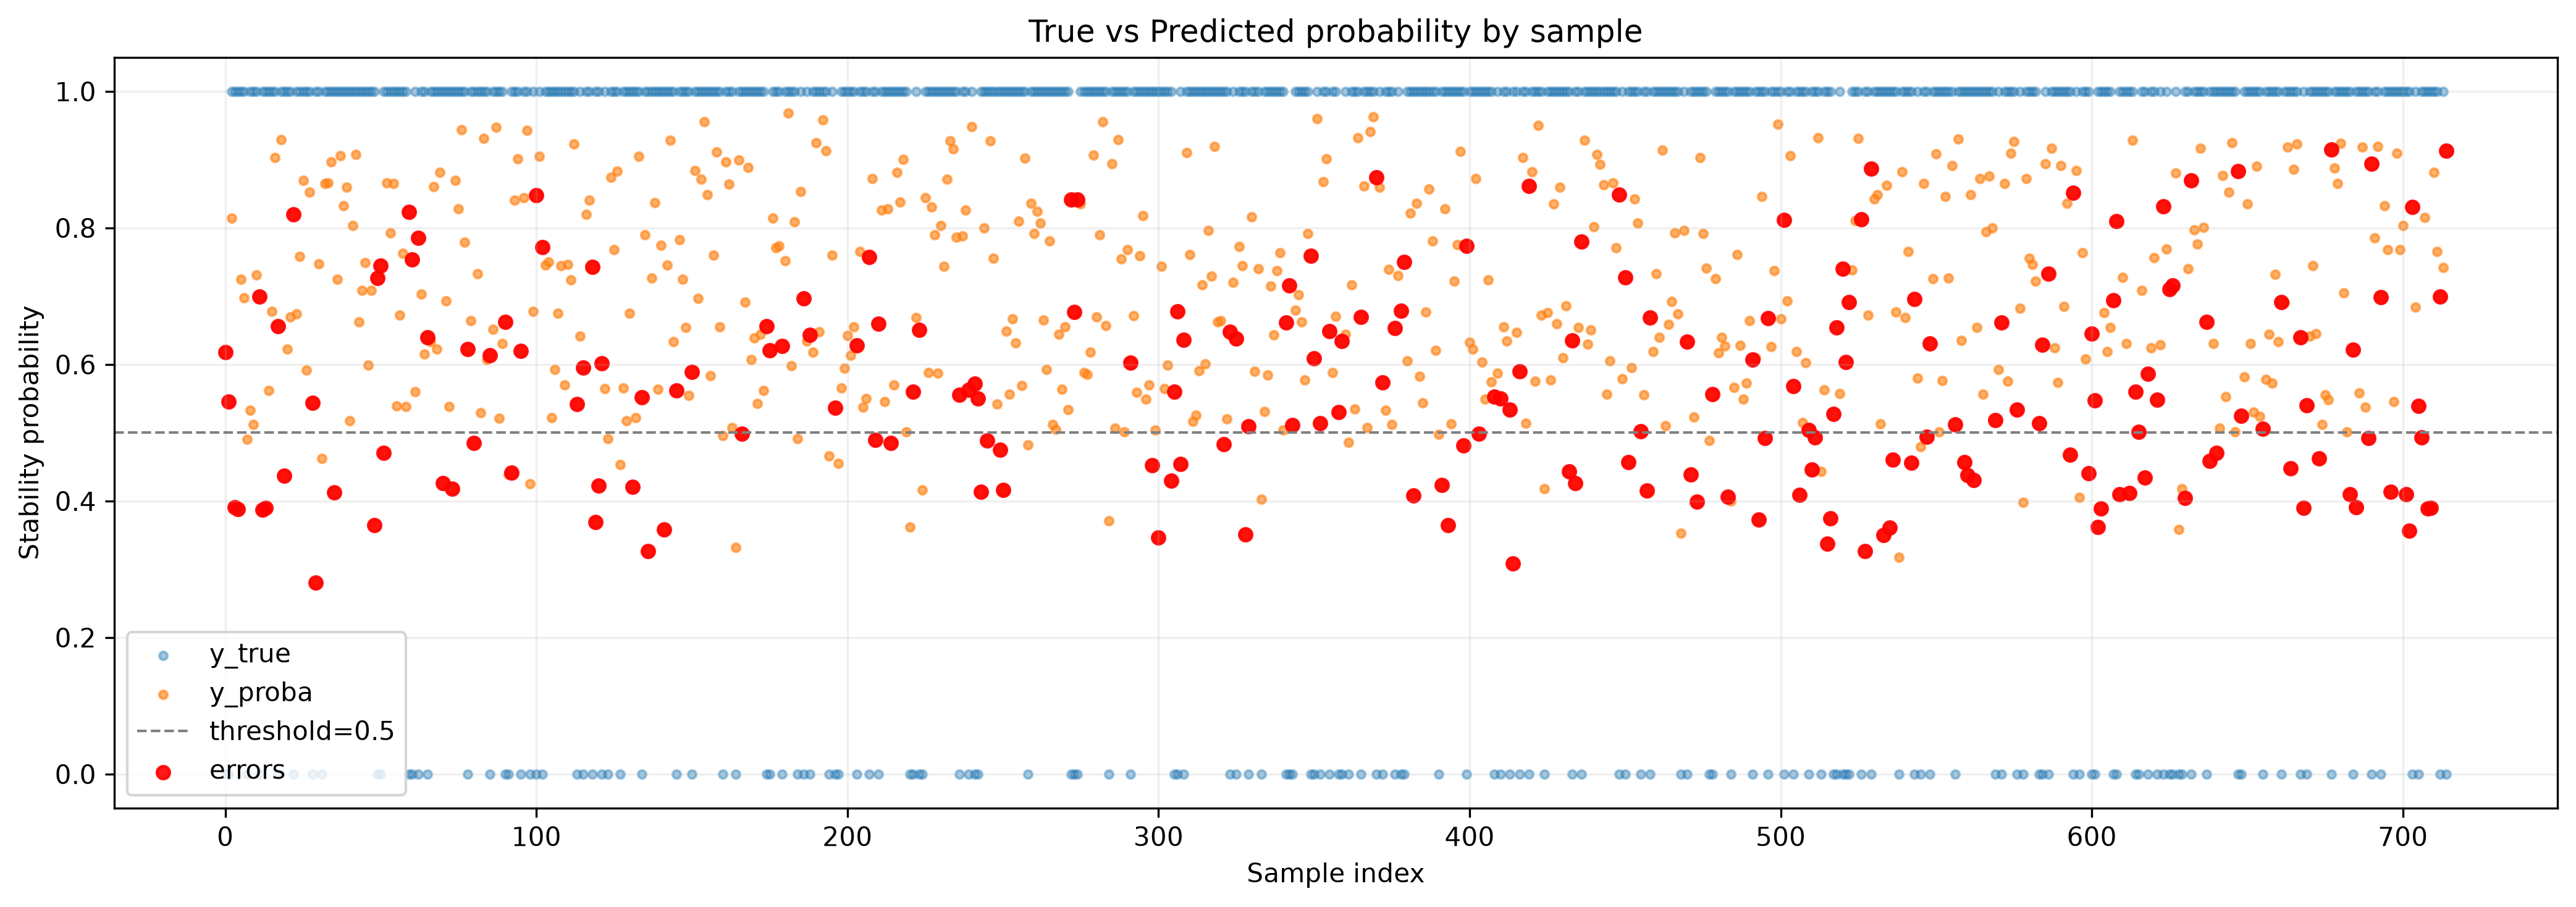 True vs Predicted probability by sample
Stability probability
1.0
0.8
0.6
0.4
0.2
0.0
y_true
y_proba
threshold=0.5
errors
0 100 200 300 400 500 600 700
Sample index